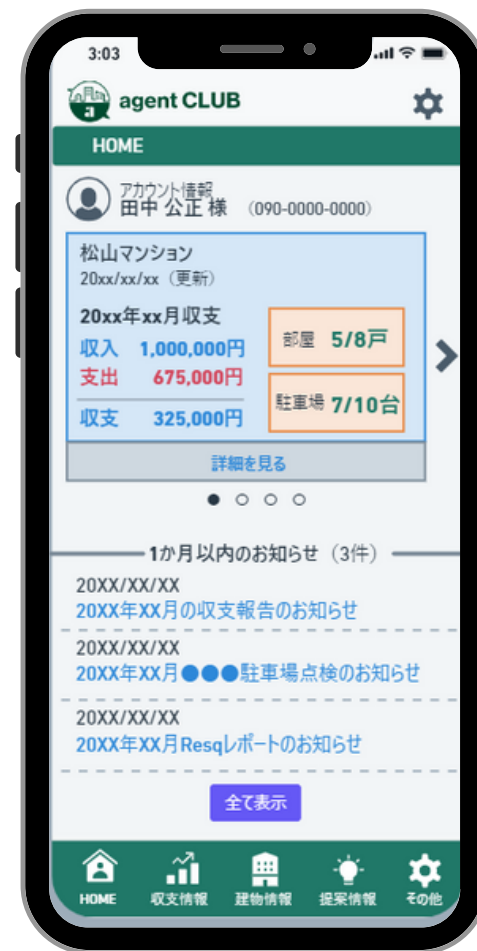 3:03
agent CLUB
a
HOME
アカウント情報
田中 公正 様 （090-0000-0000）
松山マンション
20xx/xx/xx（更新）
20xx年xx月収支
収入 1,000,000円
支出 675,000円
収支 325,000円
部屋 5/8戸
駐車場 7/10台
詳細を見る
1か月以内のお知らせ（3件）
20XX/XX/XX
20XX年XX月の収支報告のお知らせ
20XX/XX/XX
20XX年XX月●●●駐車場点検のお知らせ
20XX/XX/XX
20XX年XX月Resqレポートのお知らせ
全て表示
HOME 収支情報 建物情報 提案情報 その他